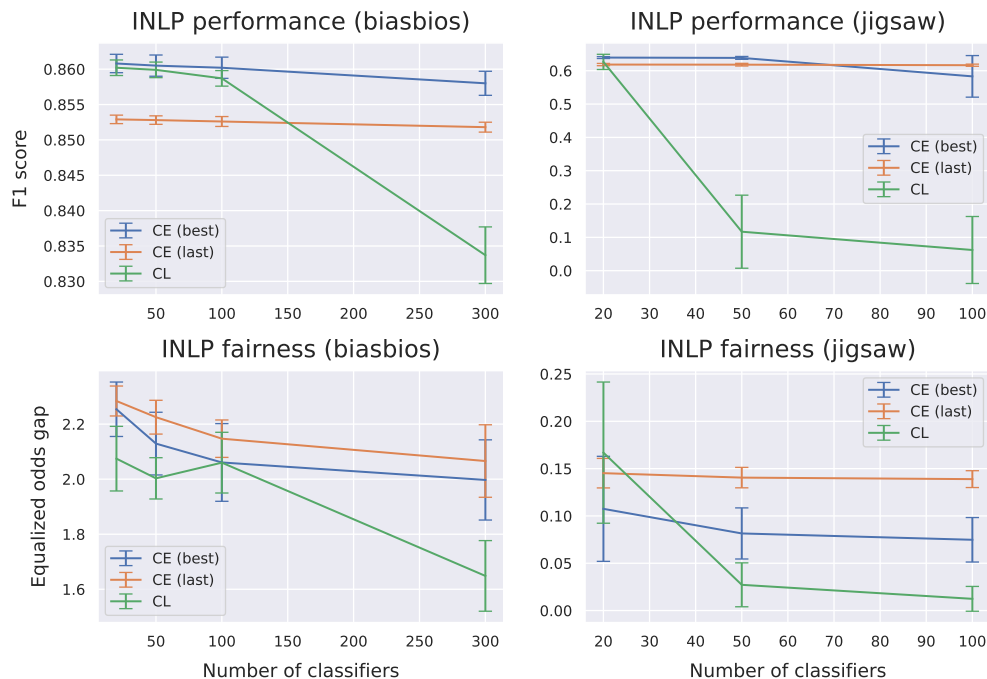 INLP performance (biasbios)
F1 score
0.860
0.855
0.850
0.845
0.840
0.835
0.830
CE (best)
CE (last)
CL
50 100 150 200 250 300
INLP performance (jigsaw)
0.6
0.5
0.4
0.3
0.2
0.1
0.0
CE (best)
CE (last)
CL
20 30 40 50 60 70 80 90 100
INLP fairness (biasbios)
Equalized odds gap
2.2
2.0
1.8
1.6
CE (best)
CE (last)
CL
50 100 150 200 250 300
Number of classifiers
INLP fairness (jigsaw)
0.25
0.20
0.15
0.10
0.05
0.00
CE (best)
CE (last)
CL
20 30 40 50 60 70 80 90 100
Number of classifiers